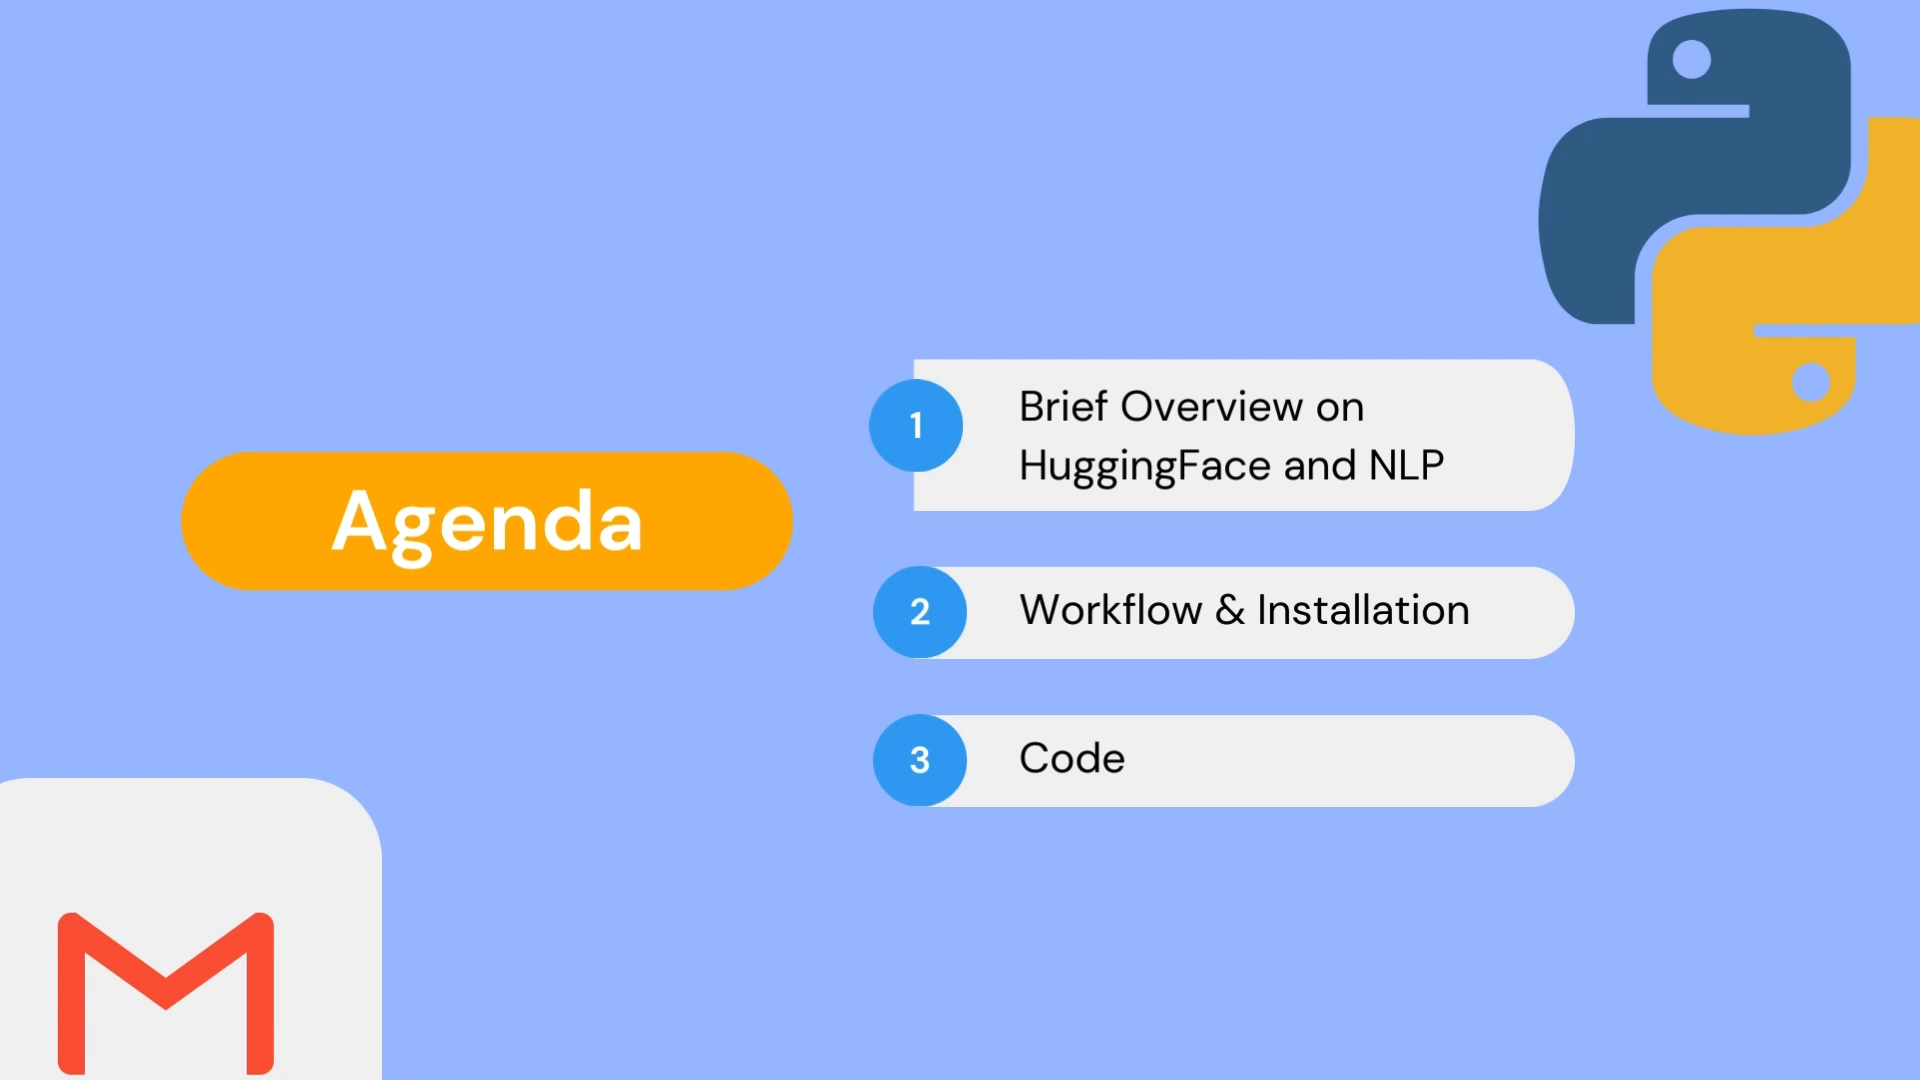 Agenda
1
Brief Overview on
HuggingFace and NLP
2
Workflow & Installation
3
Code